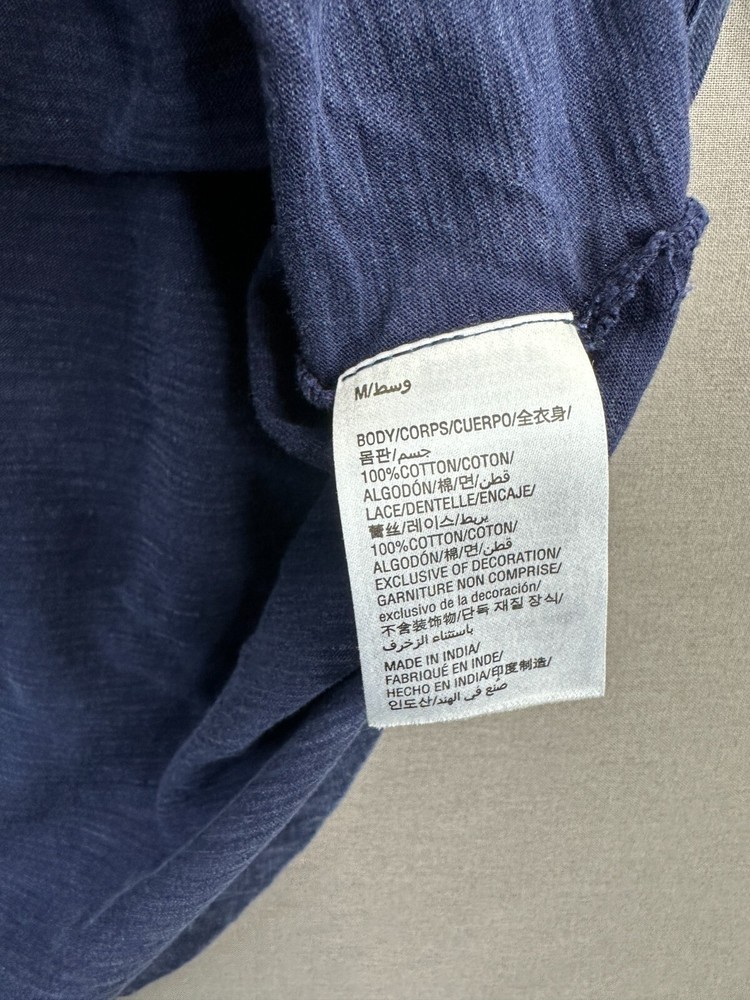 M/وسط
BODY/CORPS/CUERPO/全衣身/
몸판/جسم
100%COTTON/COTON/
ALGODÓN/棉/면/قطن
LACE/DENTELLE/ENCAJE/
蕾丝/레이스/بريط
100%COTTON/COTON/
ALGODÓN/棉/면/قطن
EXCLUSIVE OF DECORATION/
GARNITURE NON COMPRISE/
exclusivo de la decoración/
不含装饰物/단독 재질 장식/
باستثناء الزخرف
MADE IN INDIA/
FABRIQUÉ EN INDE/
HECHO EN INDIA/印度制造/
인도산/صنع في الهند